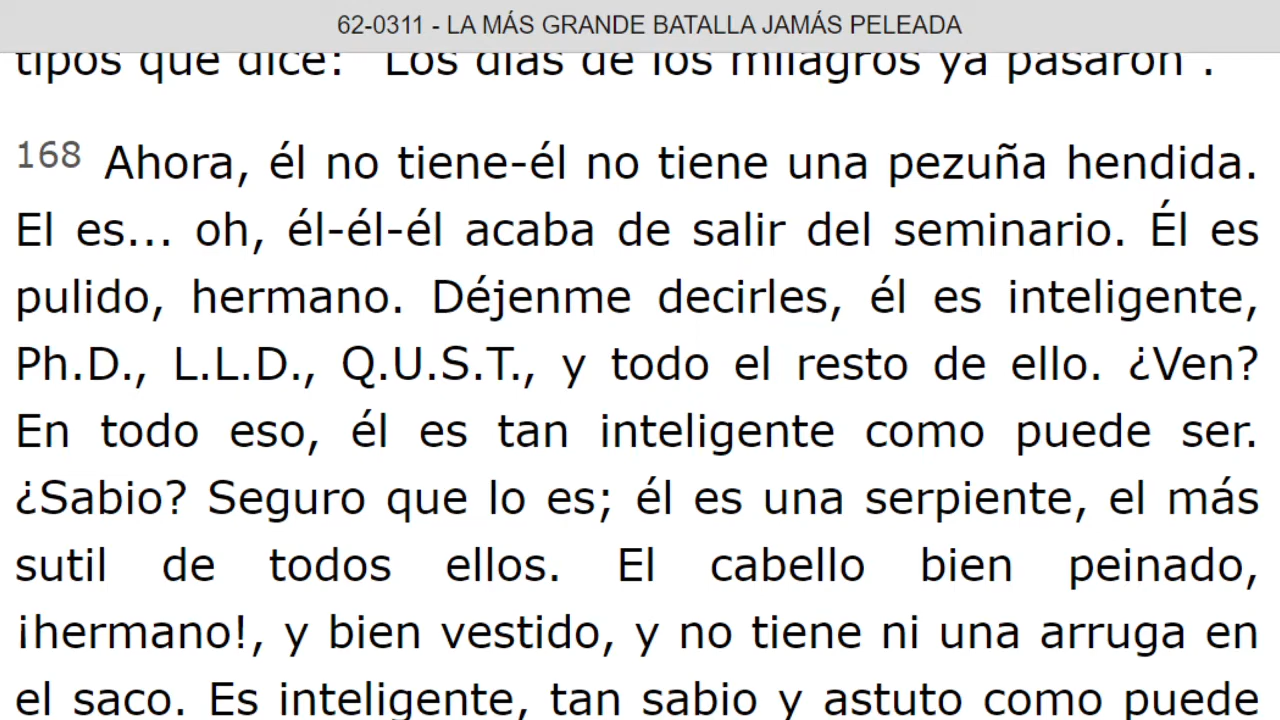 62-0311 - LA MÁS GRANDE BATALLA JAMÁS PELEADA
tipos que dice: "Los días de los milagros ya pasaron".
168 Ahora, él no tiene-él no tiene una pezuña hendida.
El es... oh, él-él-él acaba de salir del seminario. Él es
pulido, hermano. Déjenme decirles, él es inteligente,
Ph.D., L.L.D., Q.U.S.T., y todo el resto de ello. ¿Ven?
En todo eso, él es tan inteligente como puede ser.
¿Sabio? Seguro que lo es; él es una serpiente, el más
sutil de todos ellos. El cabello bien peinado,
¡hermano!, y bien vestido, y no tiene ni una arruga en
el saco. Es inteligente, tan sabio y astuto como puede